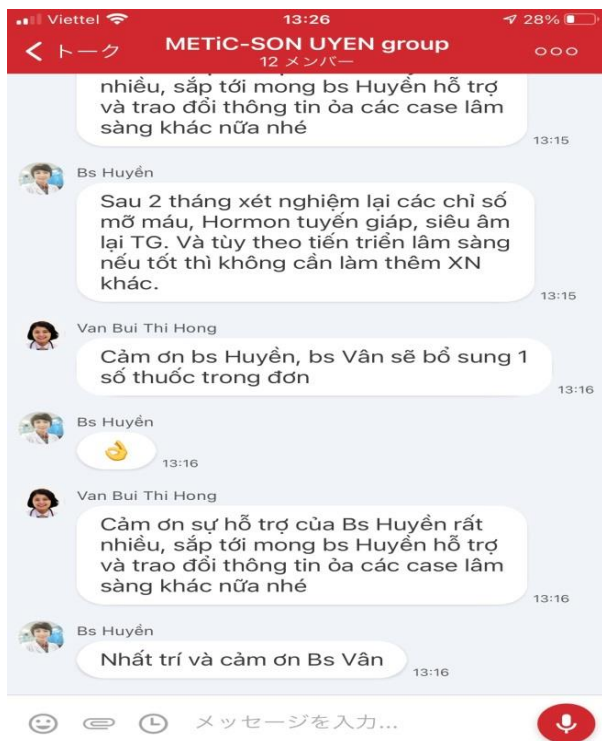 Viettel 13:26 28%
トーク METiC-SON UYEN group
12 メンバー
nhiều, sắp tới mong bs Huyền hỗ trợ
và trao đổi thông tin ỏa các case lâm
sàng khác nữa nhé
13:15
Bs Huyền
Sau 2 tháng xét nghiệm lại các chỉ số
mỡ máu, Hormon tuyến giáp, siêu âm
lại TG. Và tùy theo tiến triển lâm sàng
nếu tốt thì không cần làm thêm XN
khác.
13:15
Van Bui Thi Hong
Cảm ơn bs Huyền, bs Vân sẽ bổ sung 1
số thuốc trong đơn
13:16
Bs Huyền
13:16
Van Bui Thi Hong
Cảm ơn sự hỗ trợ của Bs Huyền rất
nhiều, sắp tới mong bs Huyền hỗ trợ
và trao đổi thông tin ỏa các case lâm
sàng khác nữa nhé
13:16
Bs Huyền
Nhất trí và cảm ơn Bs Vân
13:16
メッセージを入力...